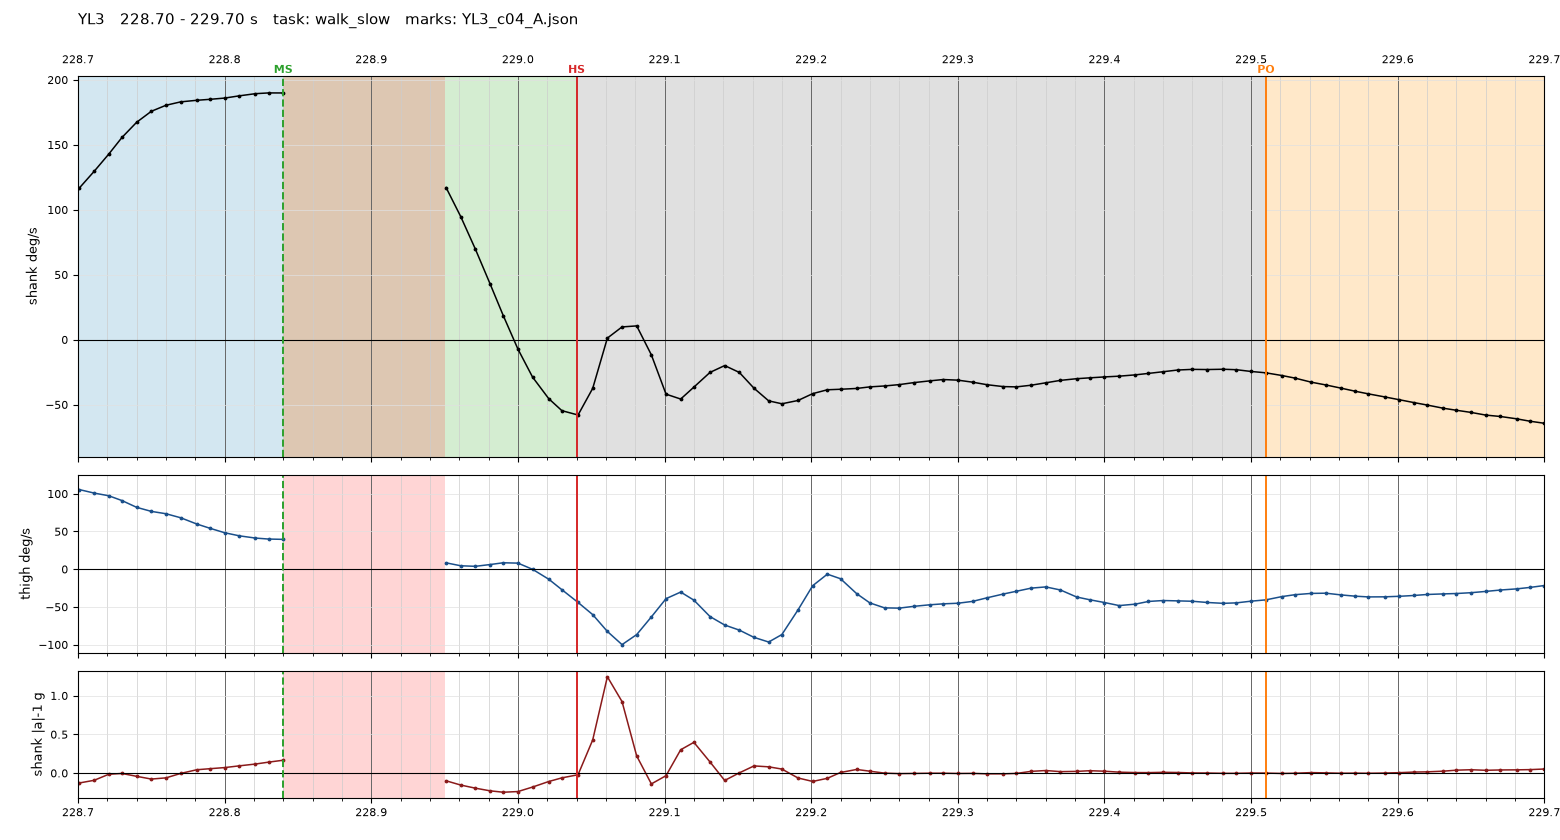 YL3   228.70 - 229.70 s   task: walk_slow   marks: YL3_c04_A.json
228.7 228.8 228.9 229.0 229.1 229.2 229.3 229.4 229.5 229.6 229.7
MS HS PO
shank deg/s
200
150
100
50
0
−50
thigh deg/s
100
50
0
−50
−100
shank |a|-1 g
1.0
0.5
0.0
228.7 228.8 228.9 229.0 229.1 229.2 229.3 229.4 229.5 229.6 229.7